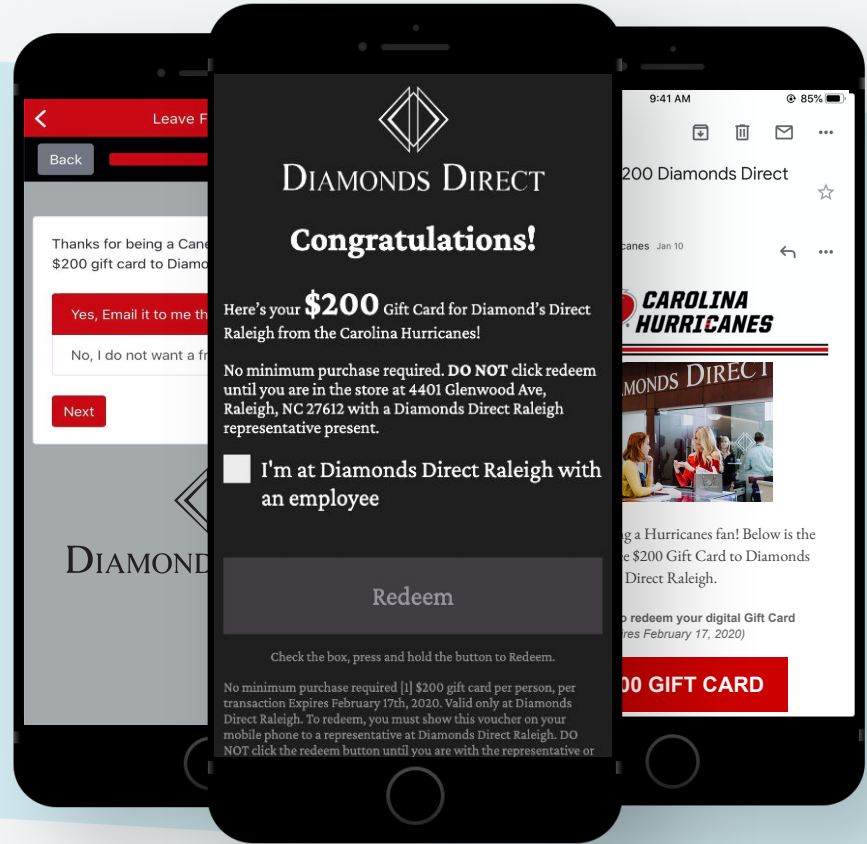 Leave F
Back
Thanks for being a Cane
$200 gift card to Diamo
Yes, Email it to me th
No, I do not want a fr
Next
DIAMOND
DIAMONDS DIRECT
Congratulations!
Here's your $200 Gift Card for Diamond's Direct
Raleigh from the Carolina Hurricanes!
No minimum purchase required. DO NOT click redeem
until you are in the store at 4401 Glenwood Ave,
Raleigh, NC 27612 with a Diamonds Direct Raleigh
representative present.
I'm at Diamonds Direct Raleigh with
an employee
Redeem
Check the box, press and hold the button to Redeem.
No minimum purchase required [1] $200 gift card per person, per
transaction Expires February 17th, 2020. Valid only at Diamonds
Direct Raleigh. To redeem, you must show this voucher on your
mobile phone to a representative at Diamonds Direct Raleigh. DO
NOT click the redeem button until you are with the representative or
9:41 AM 85%
200 Diamonds Direct
canes Jan 10
CAROLINA
HURRICANES
MONDS DIRECT
g a Hurricanes fan! Below is the
e $200 Gift Card to Diamonds
Direct Raleigh.
o redeem your digital Gift Card
res February 17, 2020)
00 GIFT CARD